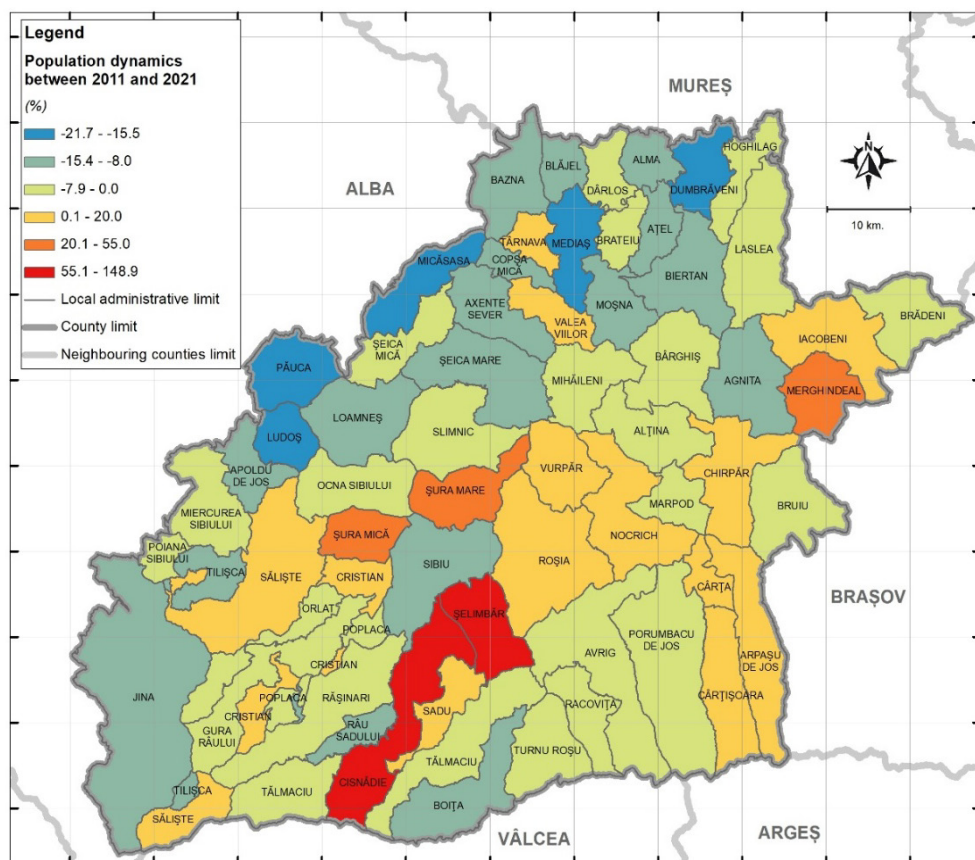 Legend
Population dynamics
between 2011 and 2021
(%)
-21.7 - -15.5
-15.4 - -8.0
-7.9 - 0.0
0.1 - 20.0
20.1 - 55.0
55.1 - 148.9
Local administrative limit
County limit
Neighbouring counties limit
MUREȘ
N
10 km.
ALBA
HOGHILAG
BLĂJEL
ALMA
BAZNA
DÂRLOS
DUMBRĂVENI
AȚEL
TÂRNAVA
MEDIAȘ
BRATEIU
LASLEA
MICĂSASA
COPȘA
MICĂ
BIERTAN
AXENTE
SEVER
MOȘNA
BRĂDENI
VALEA
VIILOR
IACOBENI
ȘEICA
MICĂ
ȘEICA MARE
BÂRGHIȘ
PĂUCA
MIHĂILENI
AGNITA
MERGHINDEAL
LOAMNEȘ
SLIMNIC
ALȚINA
LUDOȘ
APOLDU
DE JOS
VURPĂR
CHIRPĂR
OCNA SIBIULUI
ȘURA MARE
MARPOD
BRUIU
MIERCUREA
SIBIULUI
ȘURA MICĂ
NOCRICH
POIANA
SIBIULUI
SIBIU
ROȘIA
TILIȘCA
SĂLIȘTE
CRISTIAN
CÂRȚA
BRAȘOV
ORLAT
ȘELIMBĂR
POPLACA
PORUMBACU
DE JOS
AVRIG
ARPAȘU
DE JOS
CRISTIAN
JINA
POPLACA
RĂȘINARI
CÂRȚIȘOARA
CRISTIAN
SADU
RACOVIȚA
GURA
RÂULUI
RÂU
SADULUI
TURNU ROȘU
TĂLMACIU
CISNĂDIE
TILIȘCA
TĂLMACIU
BOIȚA
SĂLIȘTE
VÂLCEA
ARGEȘ